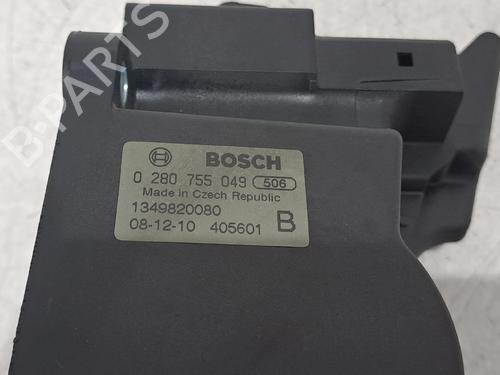 B-PARTS
BOSCH
0 280 755 049 506
Made in Czech Republic
1349820080
08-12-10 405601 B